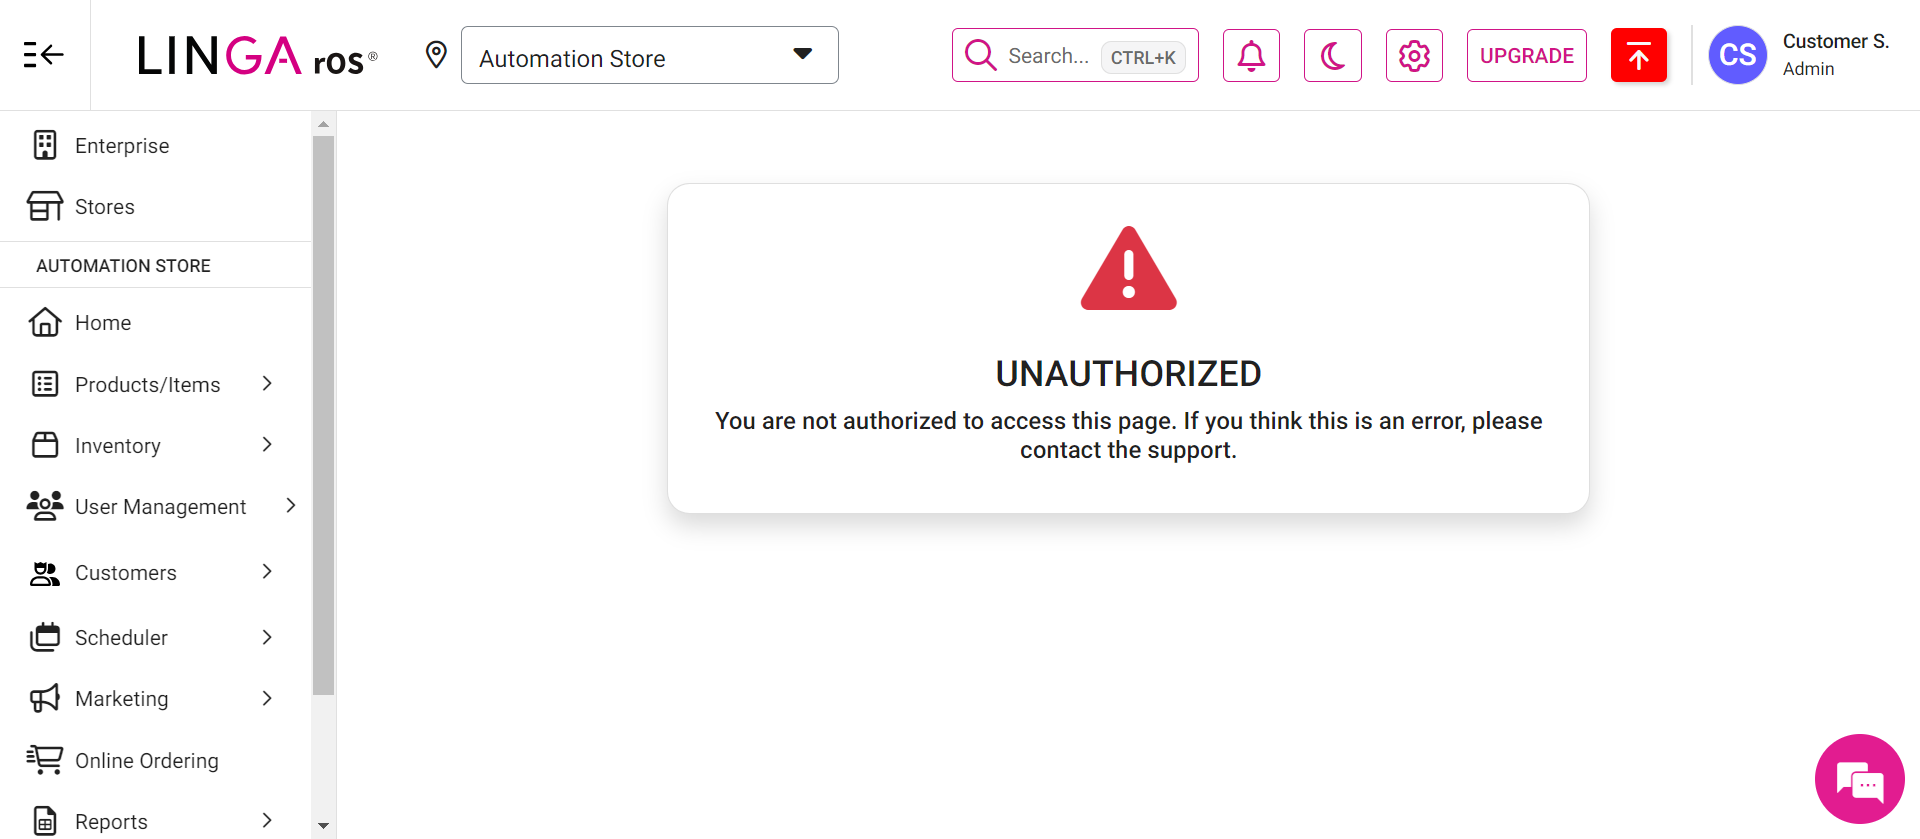 LINGA ros®
Automation Store
Search... CTRL+K
UPGRADE
CS
Customer S.
Admin
Enterprise
Stores
AUTOMATION STORE
Home
Products/Items
Inventory
User Management
Customers
Scheduler
Marketing
Online Ordering
Reports
UNAUTHORIZED
You are not authorized to access this page. If you think this is an error, please
contact the support.